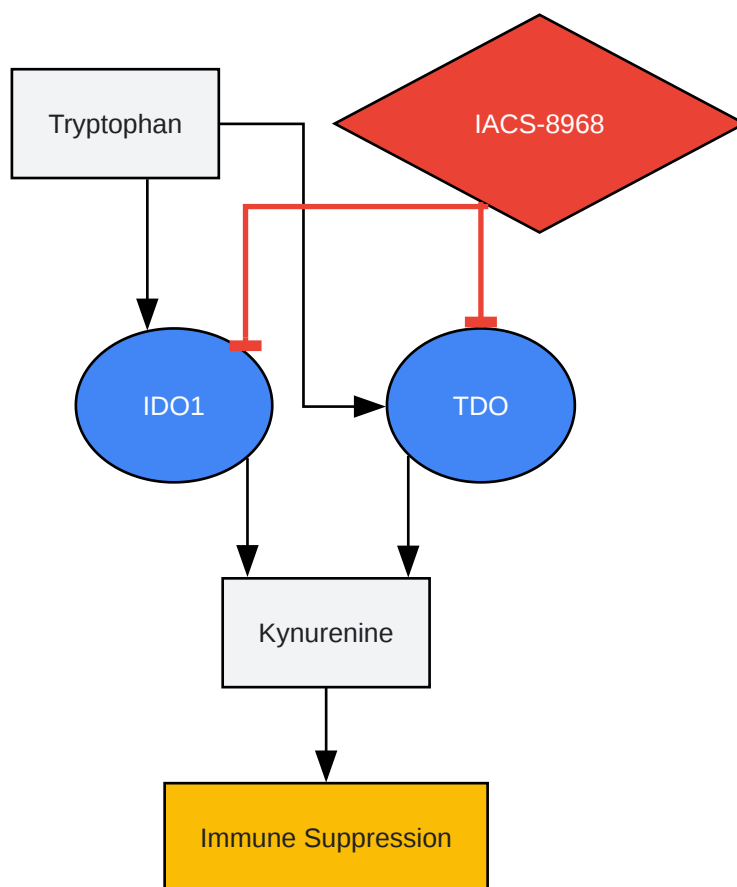 Tryptophan
IACS-8968
IDO1
TDO
Kynurenine
Immune Suppression